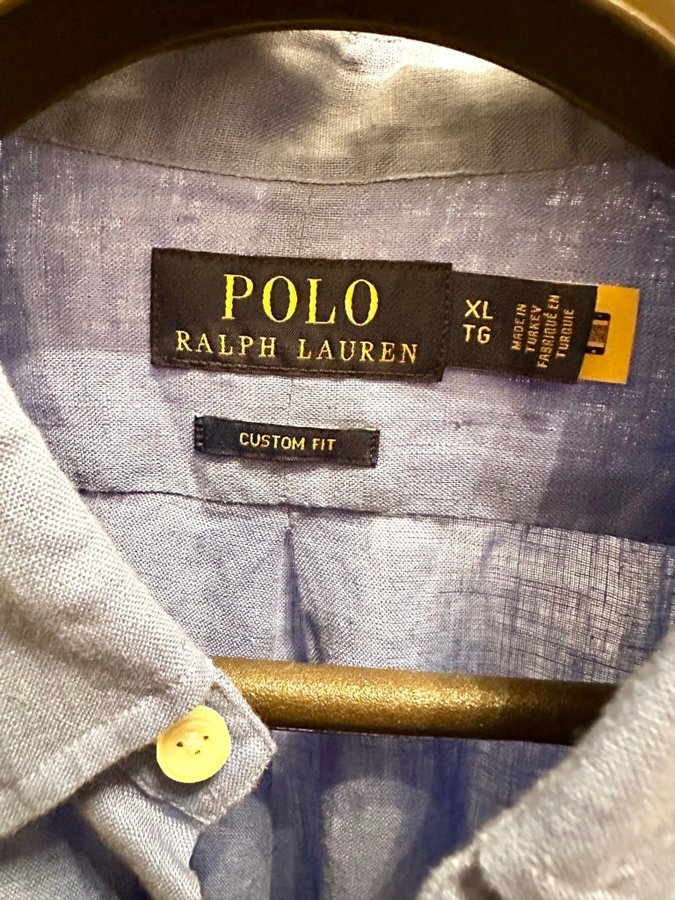 POLO
RALPH LAUREN
XL
TG
MADE IN
TURKEY
FABRIQUÉ EN
TURQUIE
CUSTOM FIT